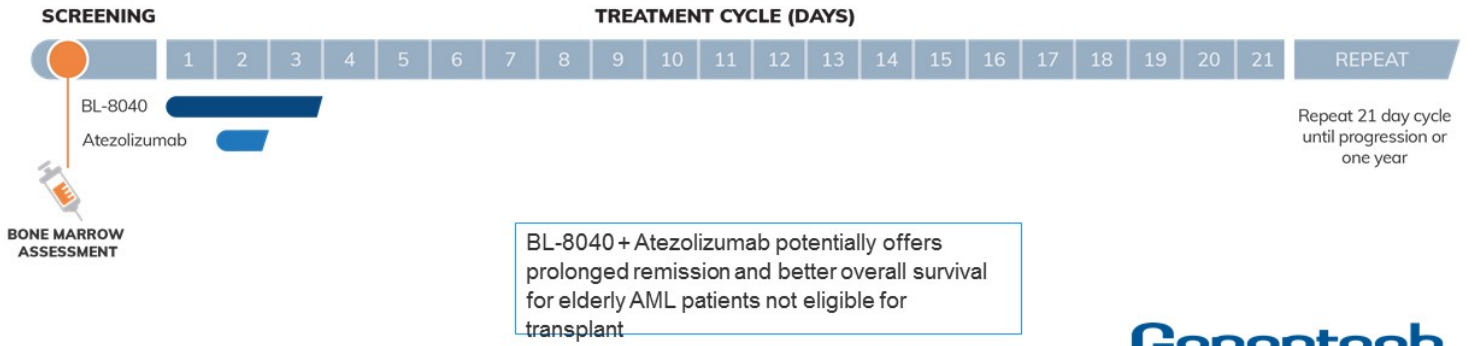 SCREENING
TREATMENT CYCLE (DAYS)
1 2 3 4 5 6 7 8 9 10 11 12 13 14 15 16 17 18 19 20 21 REPEAT
BL-8040
Atezolizumab
Repeat 21 day cycle
until progression or
one year
BONE MARROW
ASSESSMENT
BL-8040 + Atezolizumab potentially offers
prolonged remission and better overall survival
for elderly AML patients not eligible for
transplant
Genentech